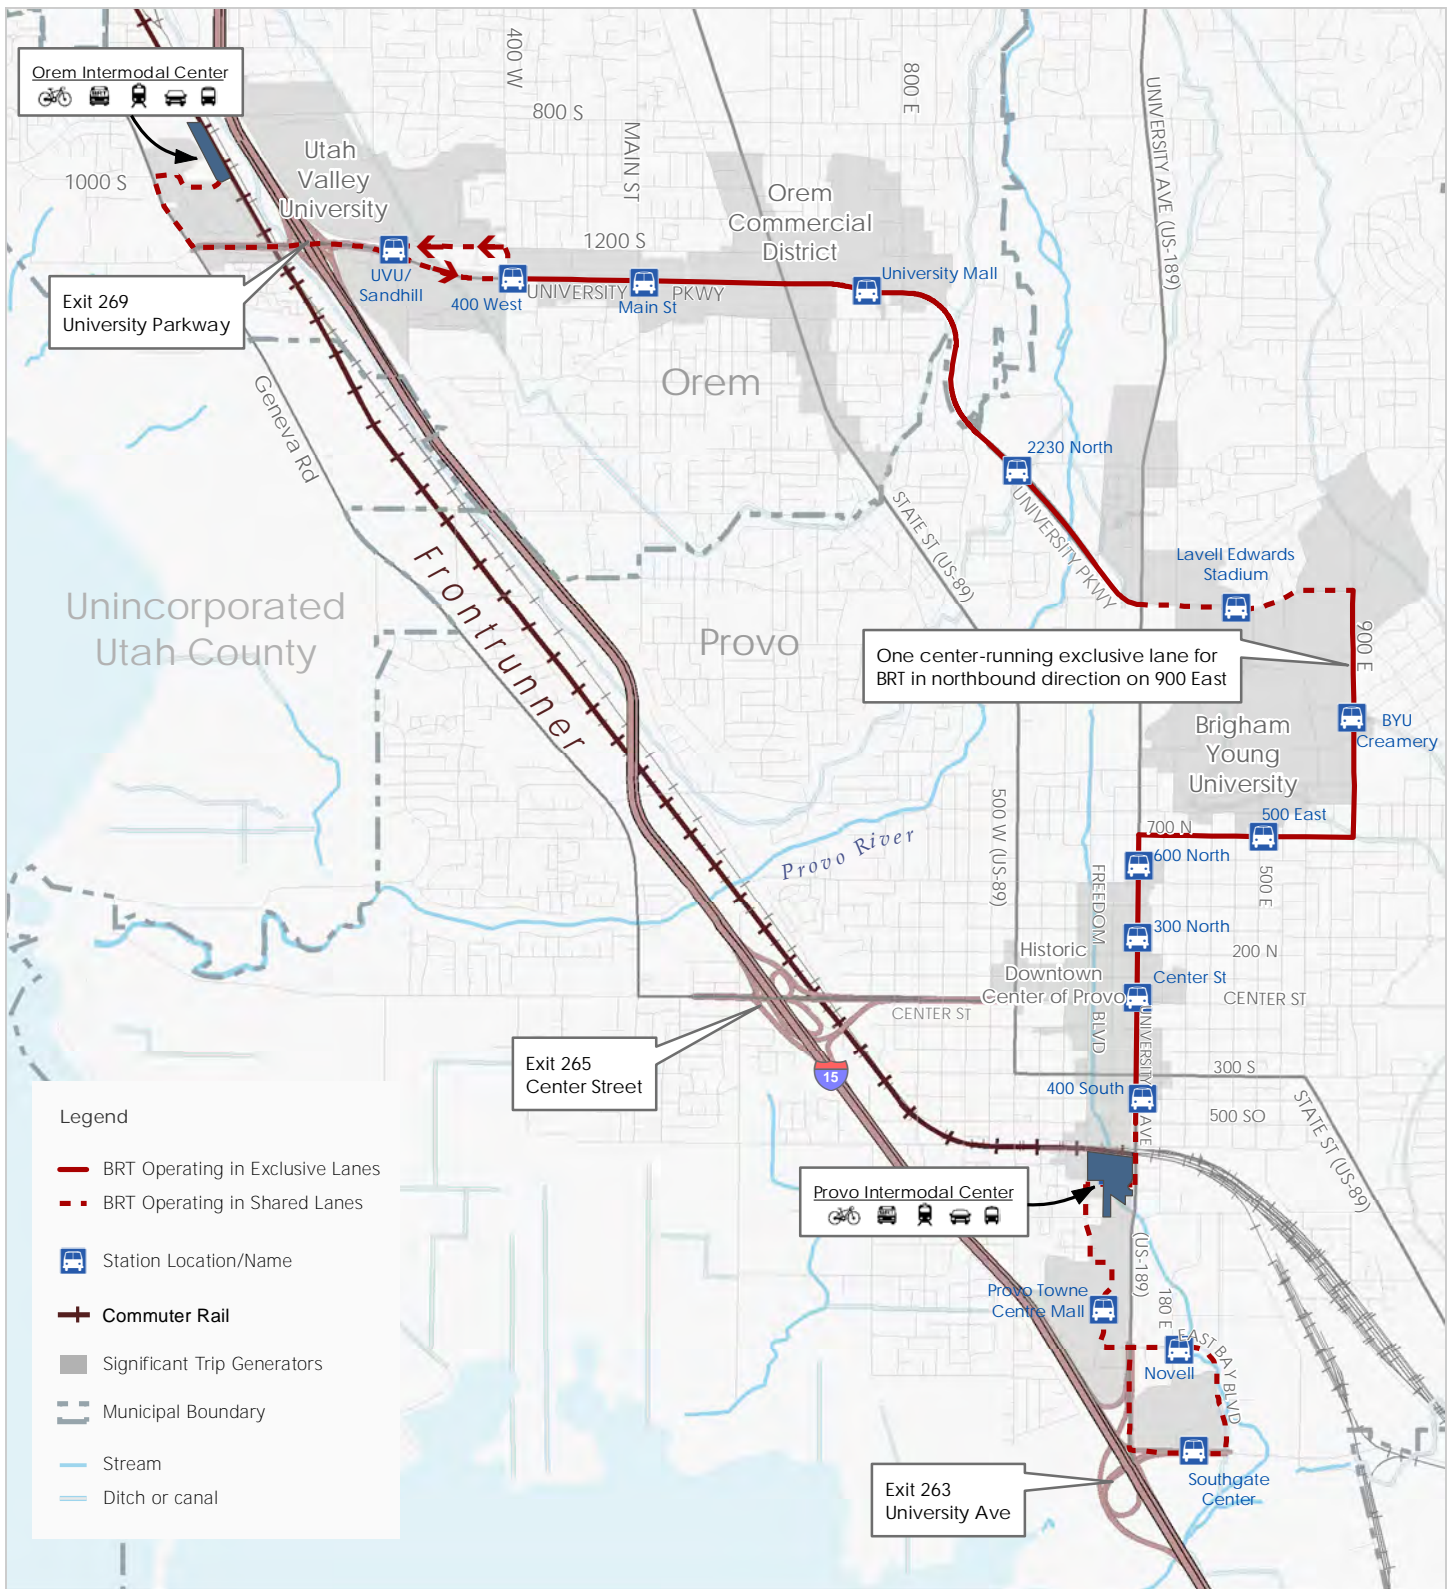 Orem Intermodal Center
BRT
400 W
800 S
MAIN ST
800 E
UNIVERSITY AVE (US-189)
1000 S
Utah
Valley
University
Orem
Commercial
District
1200 S
UVU/
Sandhill
400 West
UNIVERSITY PKWY
Main St
University Mall
Exit 269
University Parkway
Geneva Rd
Orem
2230 North
UNIVERSITY PKWY
STATE ST (US-89)
Frontrunner
Lavell Edwards
Stadium
Unincorporated
Utah County
Provo
One center-running exclusive lane for
BRT in northbound direction on 900 East
900 E
BYU
Creamery
Brigham
Young
University
500 W (US-89)
Provo River
700 N
500 East
600 North
500 E
FREEDOM BLVD
300 North
200 N
Historic
Downtown
Center of Provo
Center St
CENTER ST
CENTER ST
UNIVERSITY AVE
Exit 265
Center Street
15
300 S
400 South
500 SO
STATE ST (US-89)
Provo Intermodal Center
BRT
(US-189)
Provo Towne
Centre Mall
180 E
EAST BAY BLVD
Novell
Southgate
Center
Exit 263
University Ave
Legend
BRT Operating in Exclusive Lanes
BRT Operating in Shared Lanes
Station Location/Name
Commuter Rail
Significant Trip Generators
Municipal Boundary
Stream
Ditch or canal